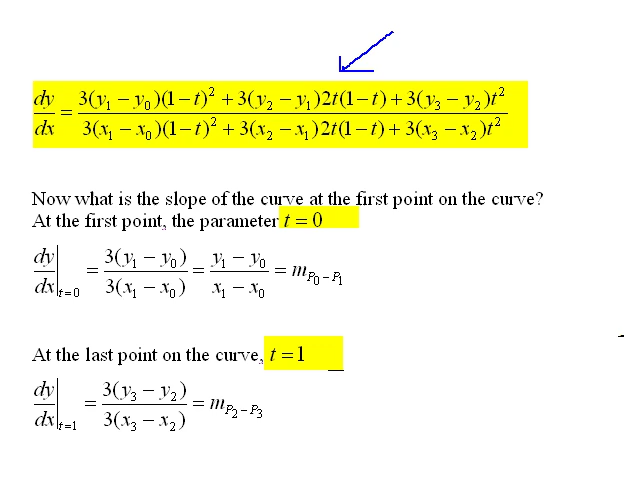 dy/dx = (3(y₁ − y₀)(1 − t)² + 3(y₂ − y₁)2t(1 − t) + 3(y₃ − y₂)t²) / (3(x₁ − x₀)(1 − t)² + 3(x₂ − x₁)2t(1 − t) + 3(x₃ − x₂)t²)
Now what is the slope of the curve at the first point on the curve?
At the first point, the parameter t = 0
dy/dx|ₜ₌₀ = 3(y₁ − y₀) / 3(x₁ − x₀) = (y₁ − y₀) / (x₁ − x₀) = m_{P₀−P₁}
At the last point on the curve, t = 1
dy/dx|ₜ₌₁ = 3(y₃ − y₂) / 3(x₃ − x₂) = m_{P₂−P₃}